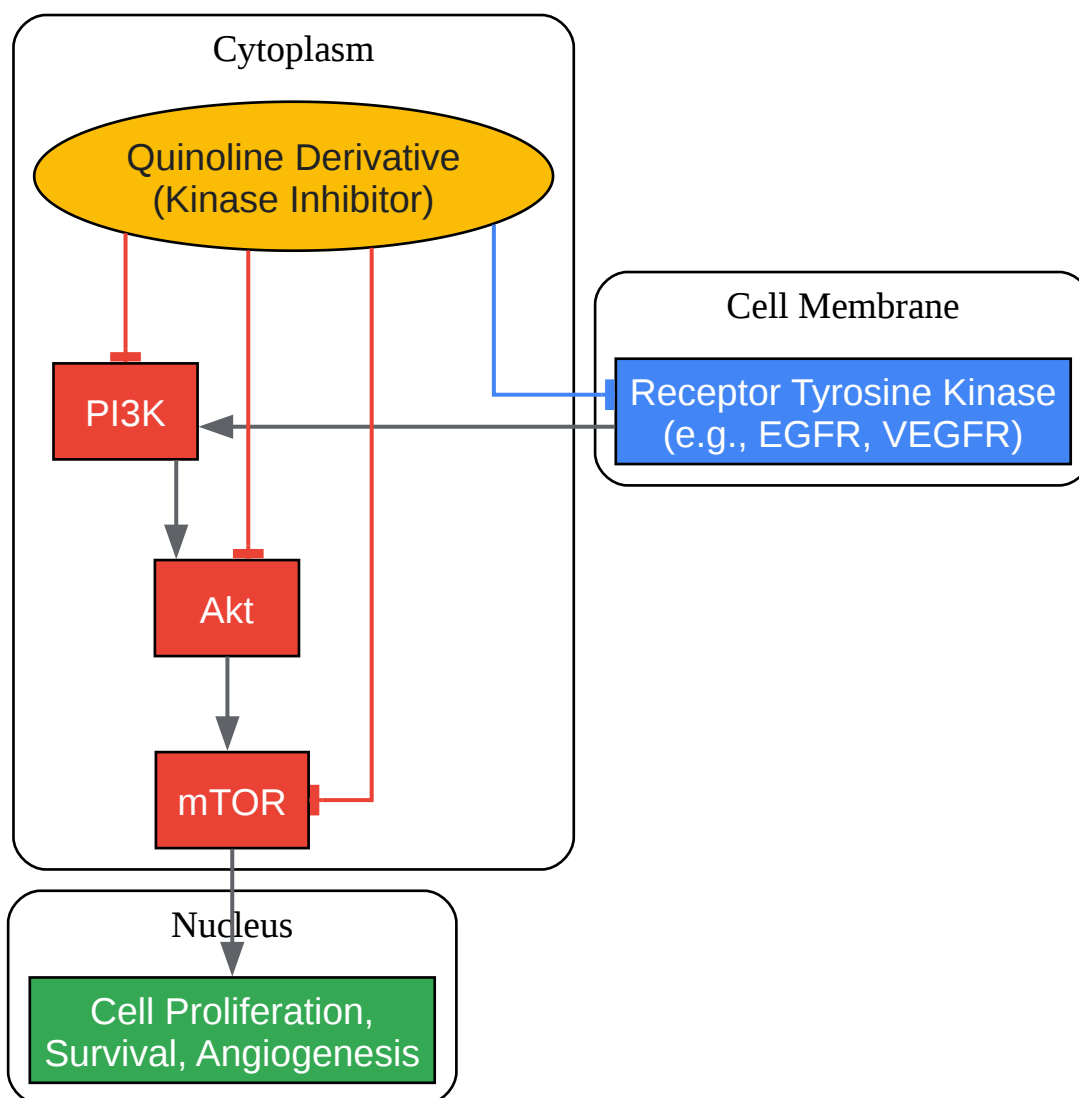 Cytoplasm
Quinoline Derivative
(Kinase Inhibitor)
Cell Membrane
Receptor Tyrosine Kinase
(e.g., EGFR, VEGFR)
PI3K
Akt
mTOR
Nucleus
Cell Proliferation,
Survival, Angiogenesis